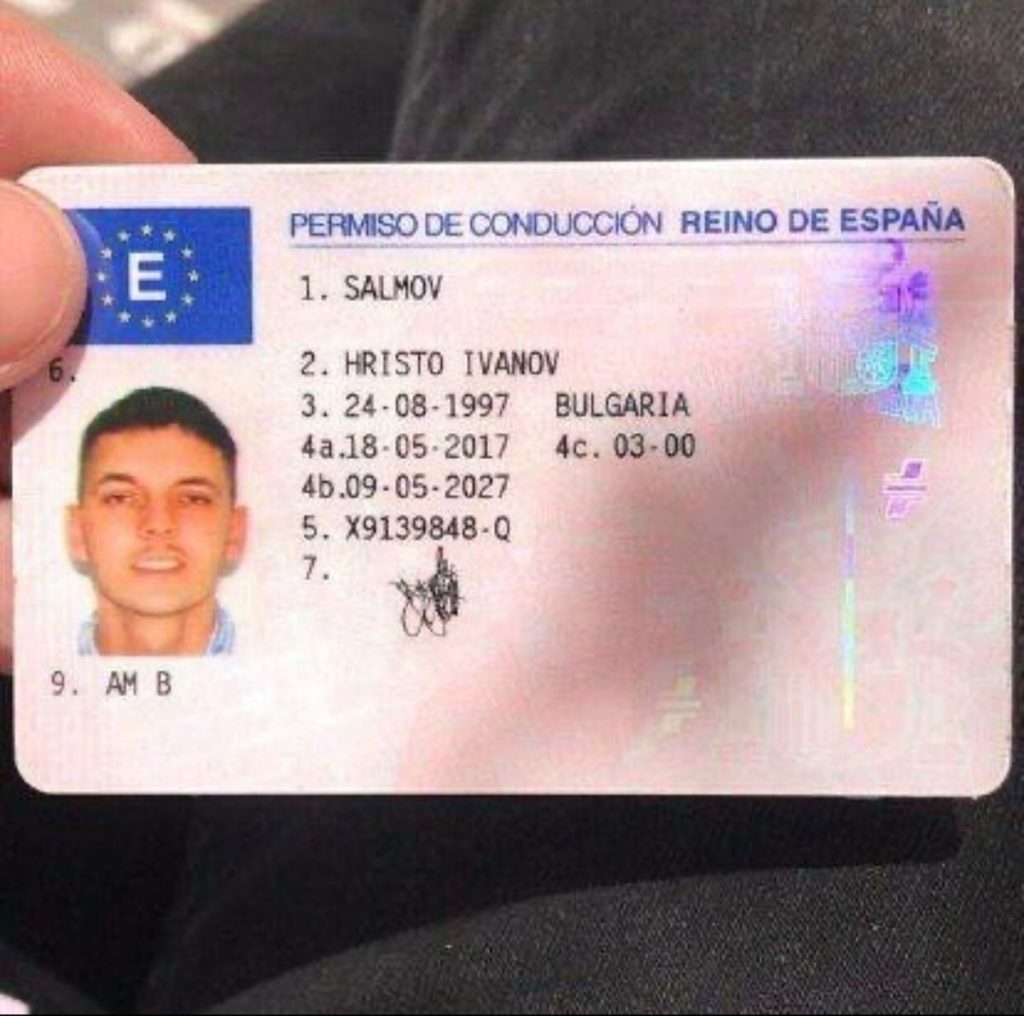 E
PERMISO DE CONDUCCIÓN REINO DE ESPAÑA
1. SALMOV
2. HRISTO IVANOV
3. 24-08-1997 BULGARIA
4a.18-05-2017 4c. 03-00
4b.09-05-2027
5. X9139848-Q
6.
7.
9. AM B